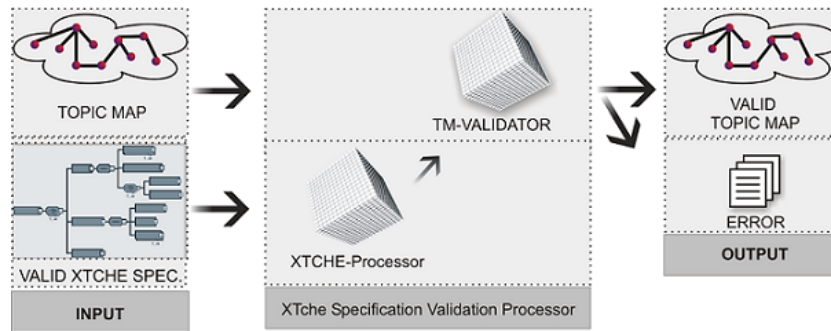 TOPIC MAP
VALID XTCHE SPEC.
INPUT
TM-VALIDATOR
XTCHE-Processor
XTche Specification Validation Processor
VALID
TOPIC MAP
ERROR
OUTPUT